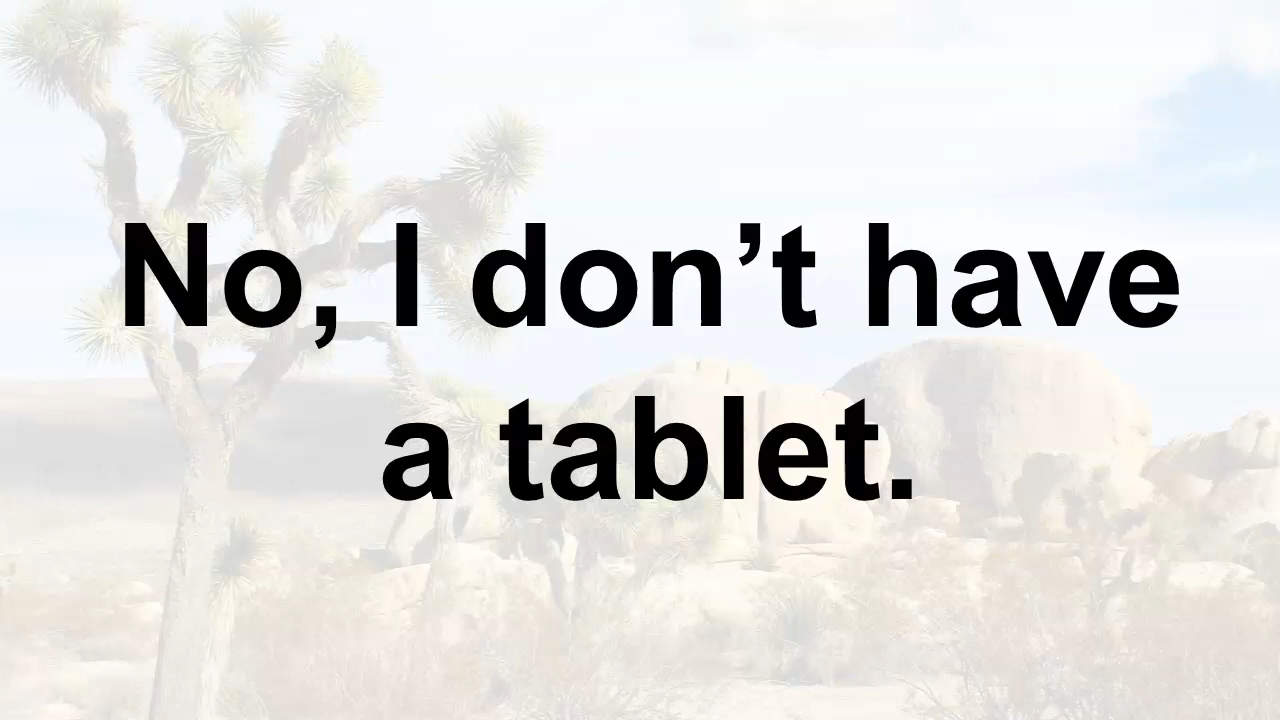 No, I don’t have
a tablet.